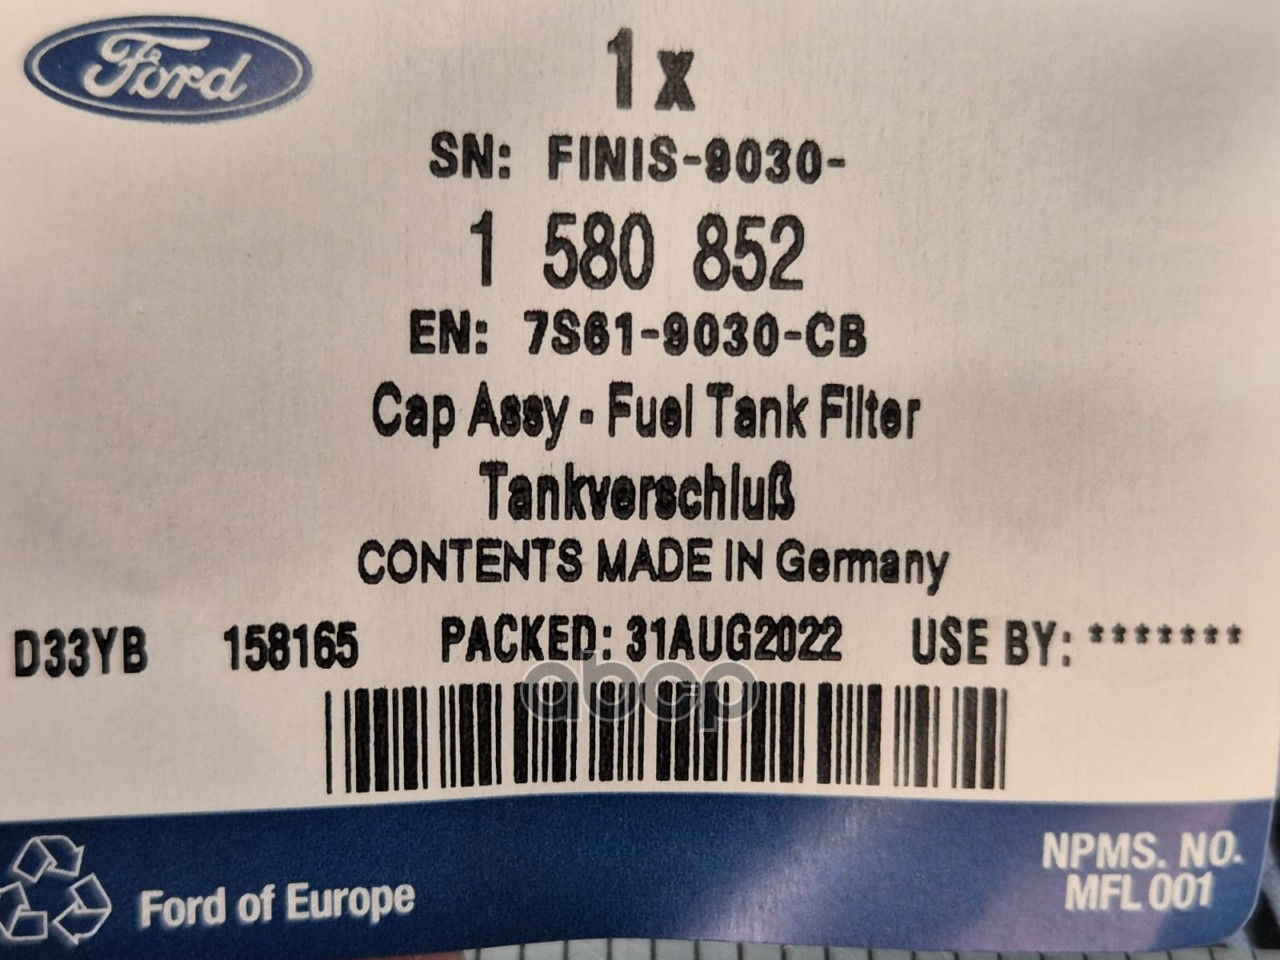 Ford
1 x
SN: FINIS-9030-
1 580 852
EN: 7S61-9030-CB
Cap Assy - Fuel Tank Filter
Tankverschluß
CONTENTS MADE IN Germany
D33YB 158165 PACKED: 31AUG2022 USE BY: *******
abcp
Ford of Europe
NPMS. NO.
MFL 001